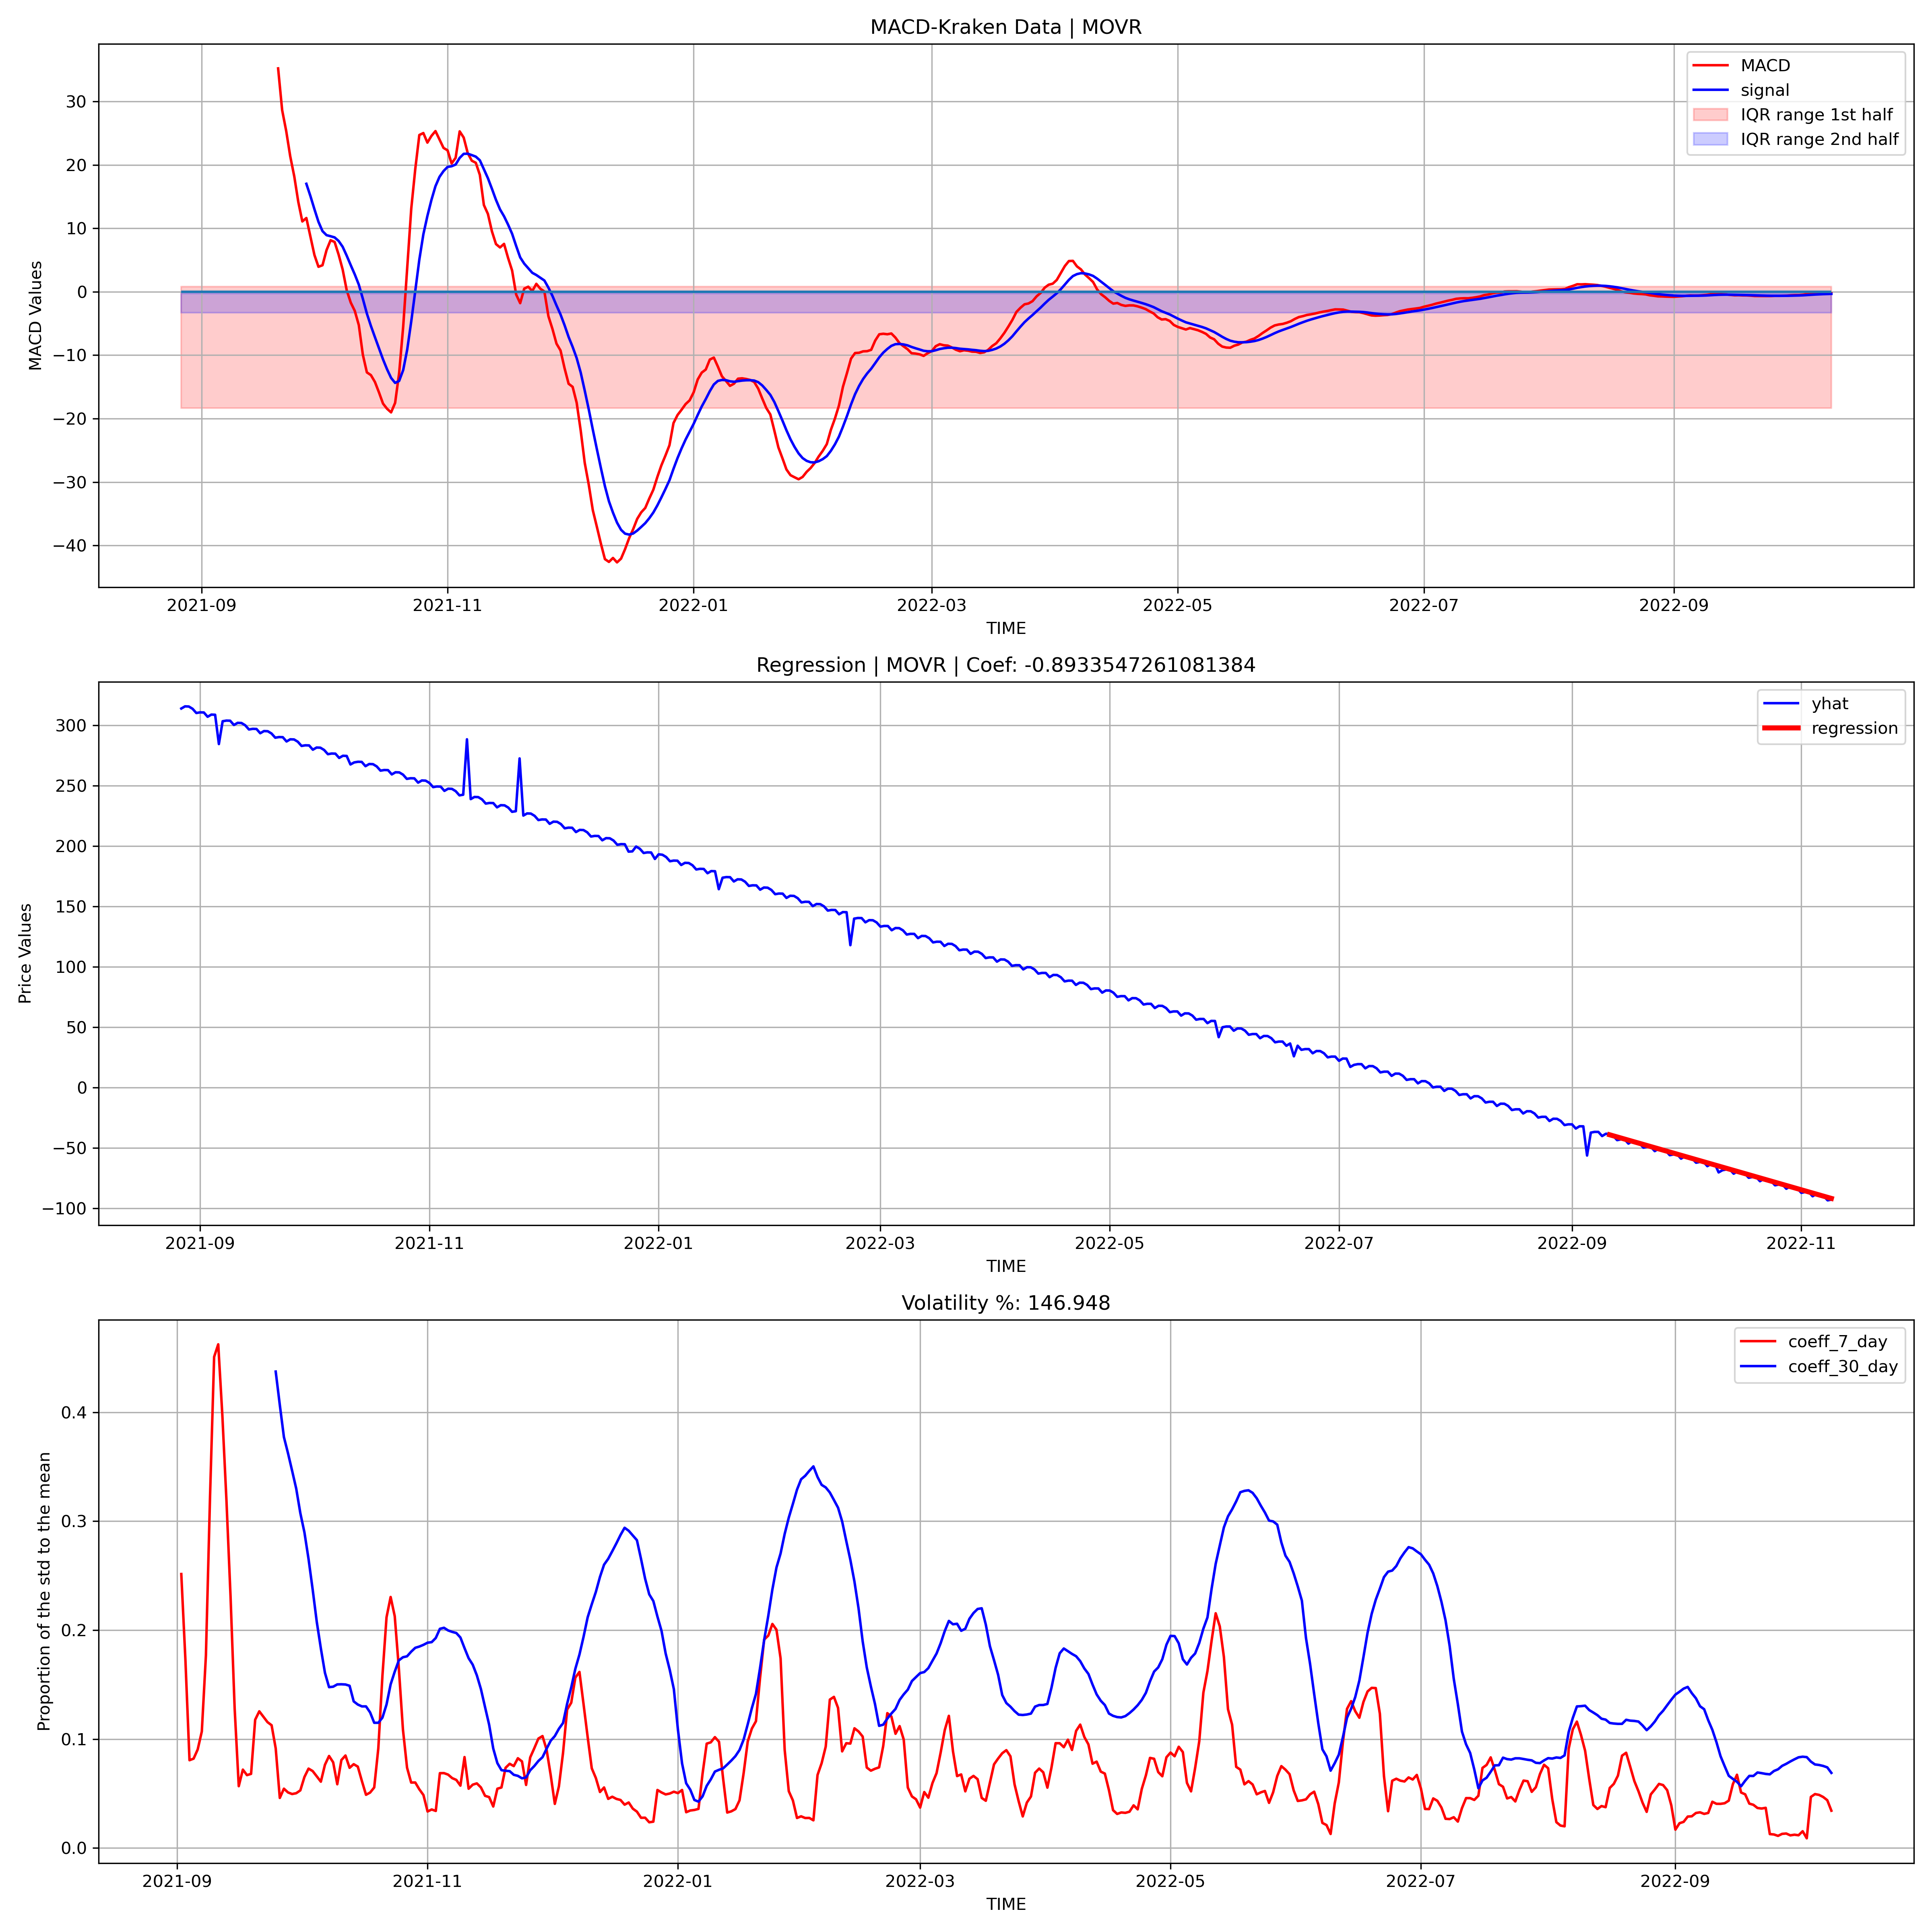 MACD-Kraken Data | MOVR
MACD
signal
IQR range 1st half
IQR range 2nd half
30
20
10
0
−10
−20
−30
−40
MACD Values
2021-09
2021-11
2022-01
2022-03
2022-05
2022-07
2022-09
TIME
Regression | MOVR | Coef: -0.8933547261081384
yhat
regression
300
250
200
150
100
50
0
−50
−100
Price Values
2021-09
2021-11
2022-01
2022-03
2022-05
2022-07
2022-09
2022-11
TIME
Volatility %: 146.948
coeff_7_day
coeff_30_day
0.4
0.3
0.2
0.1
0.0
Proportion of the std to the mean
2021-09
2021-11
2022-01
2022-03
2022-05
2022-07
2022-09
TIME